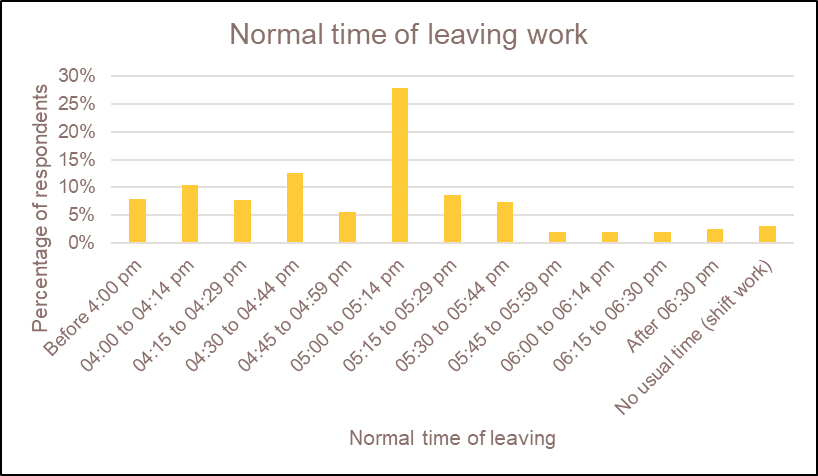 Normal time of leaving work
Percentage of respondents
30%
25%
20%
15%
10%
5%
0%
Before 4:00 pm
04:00 to 04:14 pm
04:15 to 04:29 pm
04:30 to 04:44 pm
04:45 to 04:59 pm
05:00 to 05:14 pm
05:15 to 05:29 pm
05:30 to 05:44 pm
05:45 to 05:59 pm
06:00 to 06:14 pm
06:15 to 06:30 pm
After 06:30 pm
No usual time (shift work)
Normal time of leaving